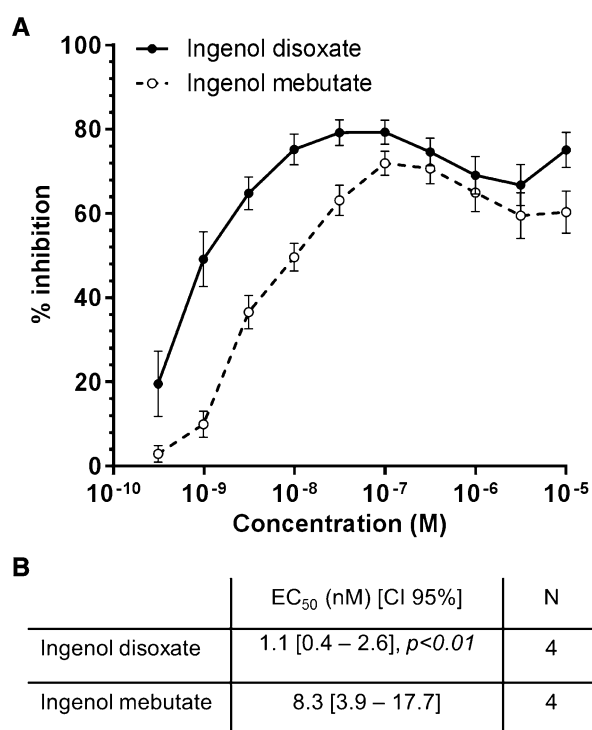 A
100
Ingenol disoxate
Ingenol mebutate
80
60
40
20
0
% inhibition
10⁻¹⁰ 10⁻⁹ 10⁻⁸ 10⁻⁷ 10⁻⁶ 10⁻⁵
Concentration (M)
B
EC₅₀ (nM) [CI 95%] N
Ingenol disoxate 1.1 [0.4 – 2.6], p<0.01 4
Ingenol mebutate 8.3 [3.9 – 17.7] 4